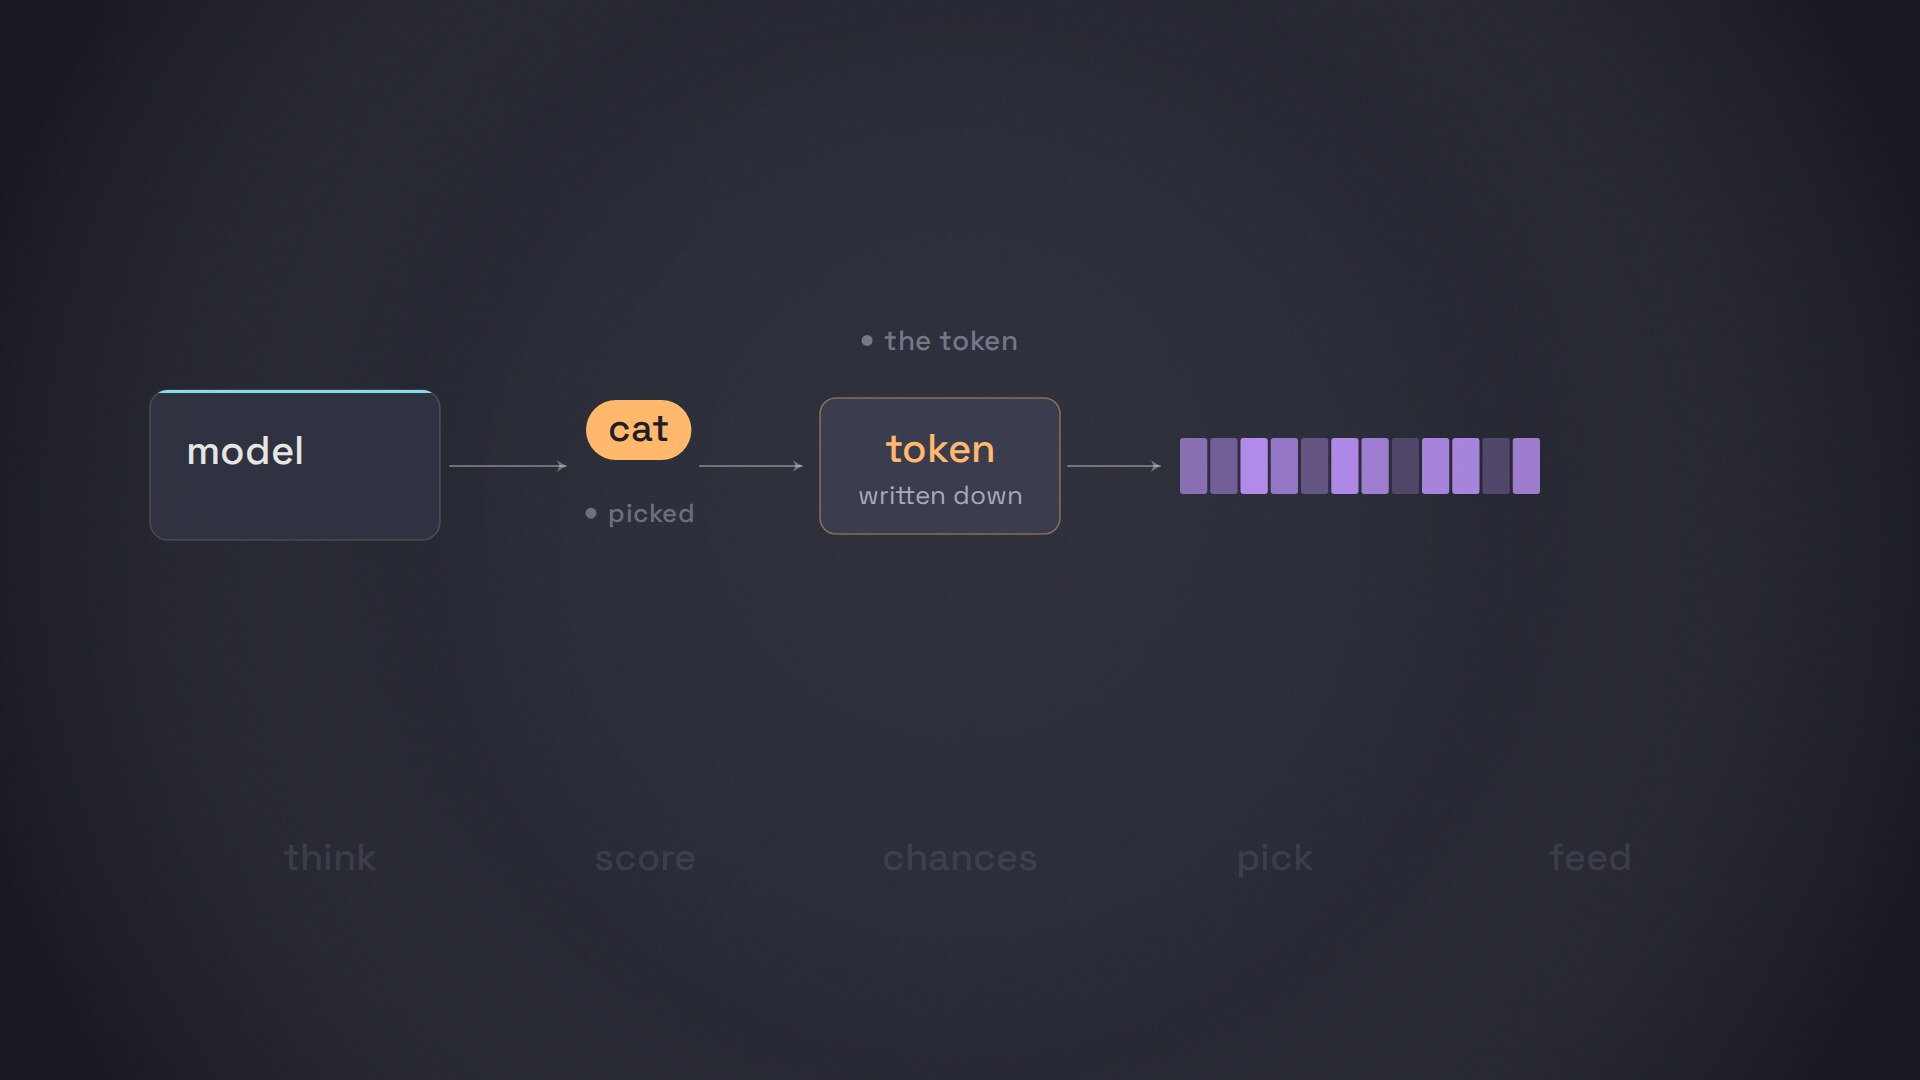 the token
model
cat
picked
token
written down
think
score
chances
pick
feed